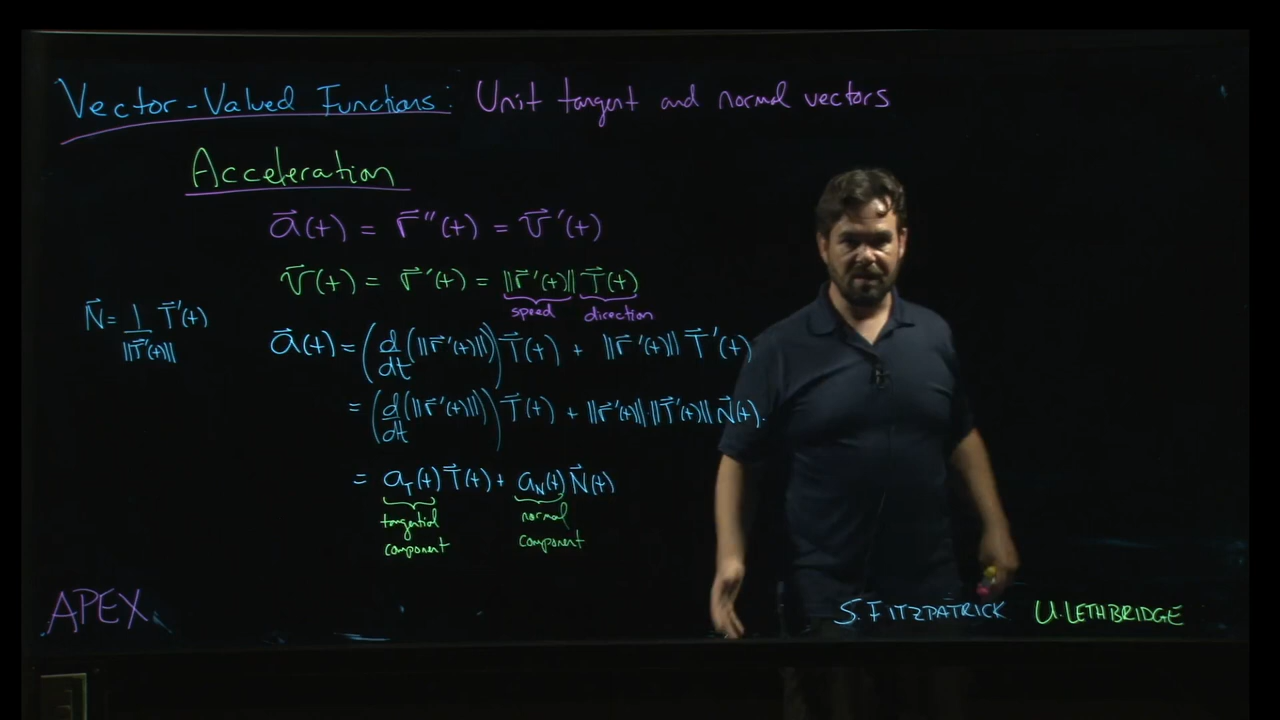 Vector-Valued Functions: Unit tangent and normal vectors
Acceleration
a⃗(t) = r⃗''(t) = v⃗'(t)
v⃗(t) = r⃗'(t) = ||r⃗'(t)|| T⃗(t)
speed direction
N⃗ = 1/||T⃗'(t)|| T⃗'(t)
a⃗(t) = (d/dt(||r⃗'(t)||)) T⃗(t) + ||r⃗'(t)|| T⃗'(t)
= (d/dt(||r⃗'(t)||)) T⃗(t) + ||r⃗'(t)||·||T⃗'(t)|| N⃗(t).
= a_T(t) T⃗(t) + a_N(t) N⃗(t)
tangential normal
component component
APEX
S. FITZPATRICK U. LETHBRIDGE